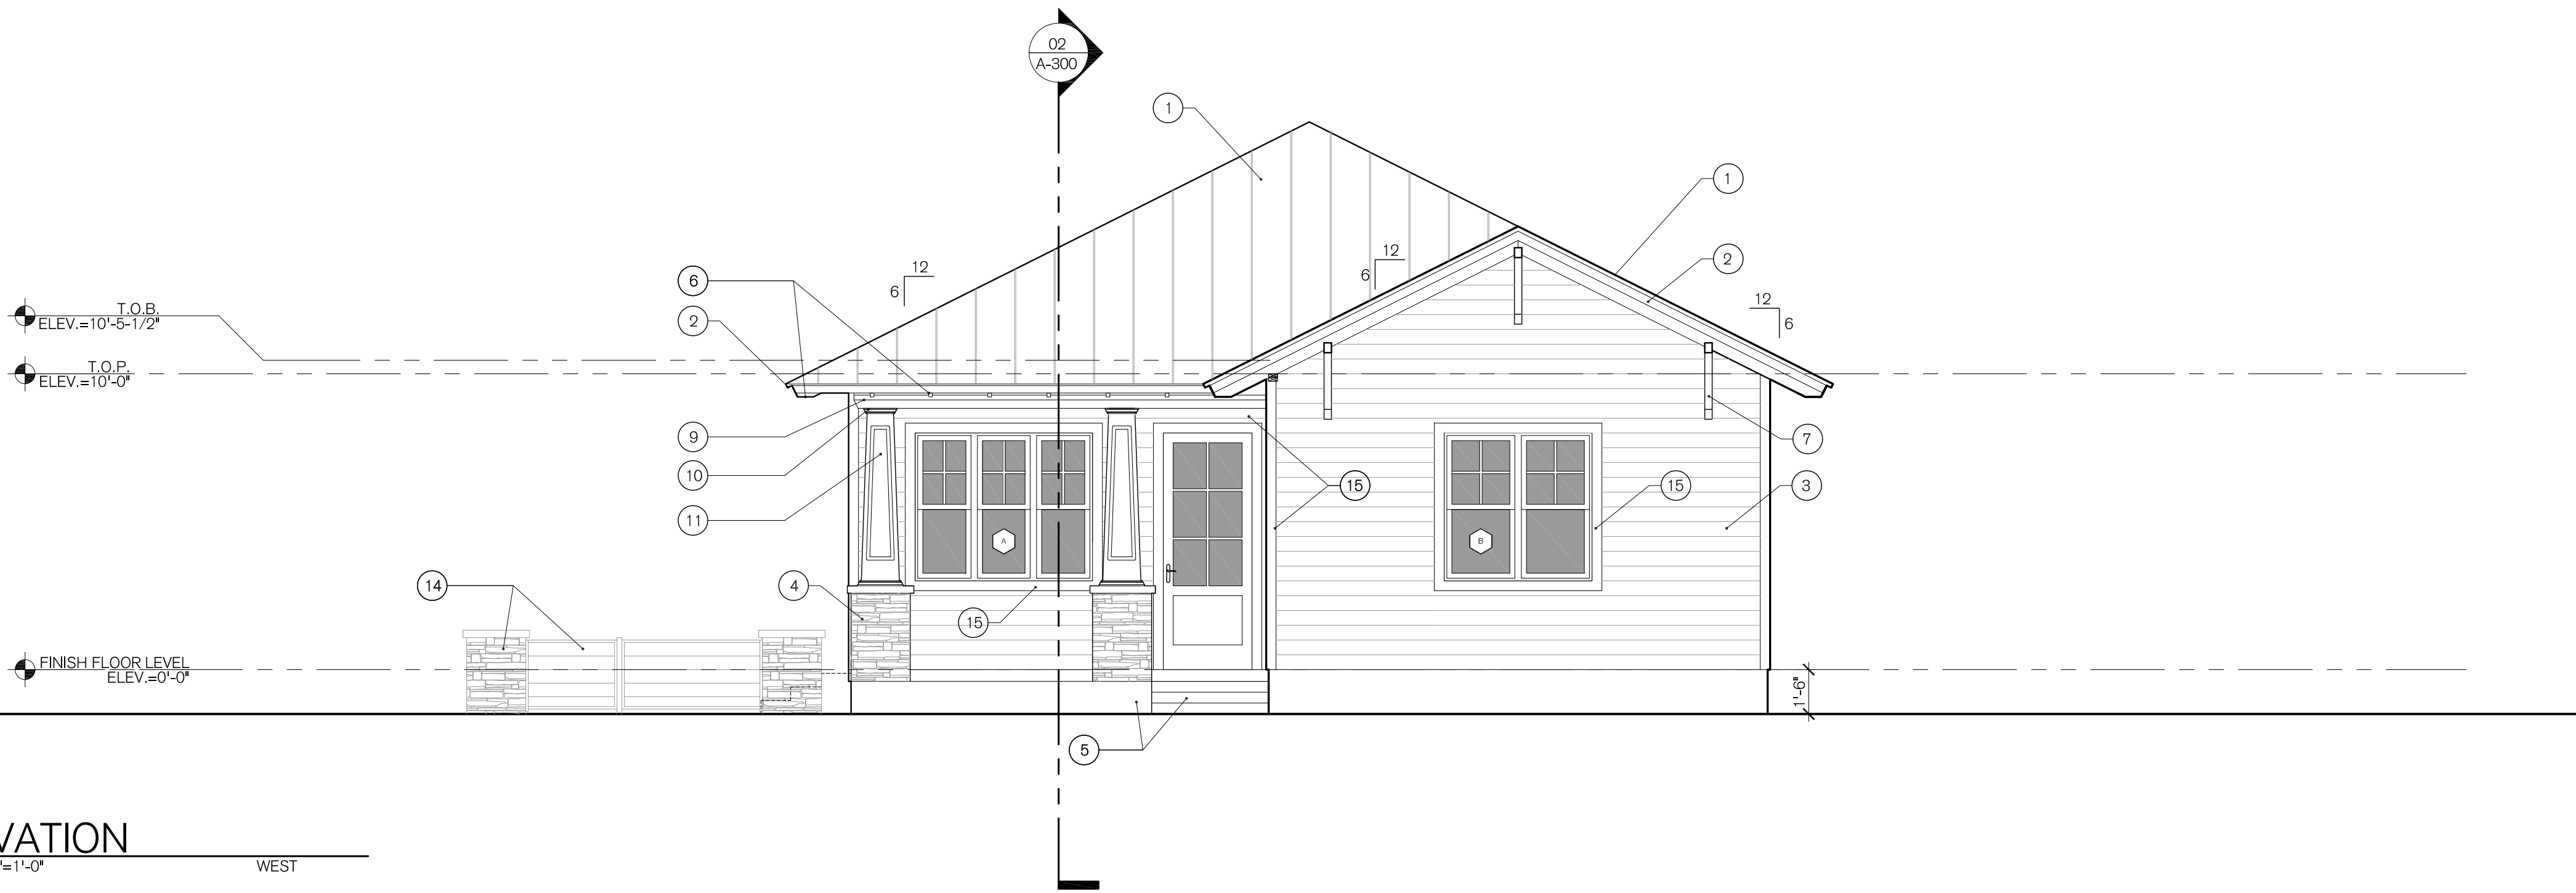 02
A-300
1
1
2
12
6
12
6
12
6
6
2
T.O.B.
ELEV.=10'-5-1/2"
T.O.P.
ELEV.=10'-0"
9
10
11
7
15
15
3
A
B
14
4
15
FINISH FLOOR LEVEL
ELEV.=0'-0"
1'-6"
5
VATION
"=1'-0"
WEST